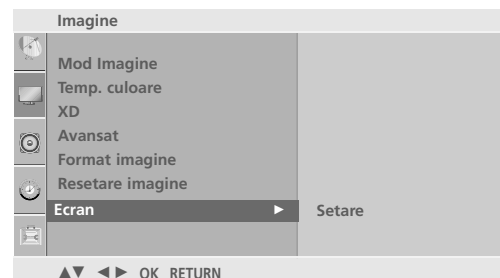 Imagine
Mod Imagine
Temp. culoare
XD
Avansat
Format imagine
Resetare imagine
Ecran ► Setare
▲▼ ◄► OK RETURN